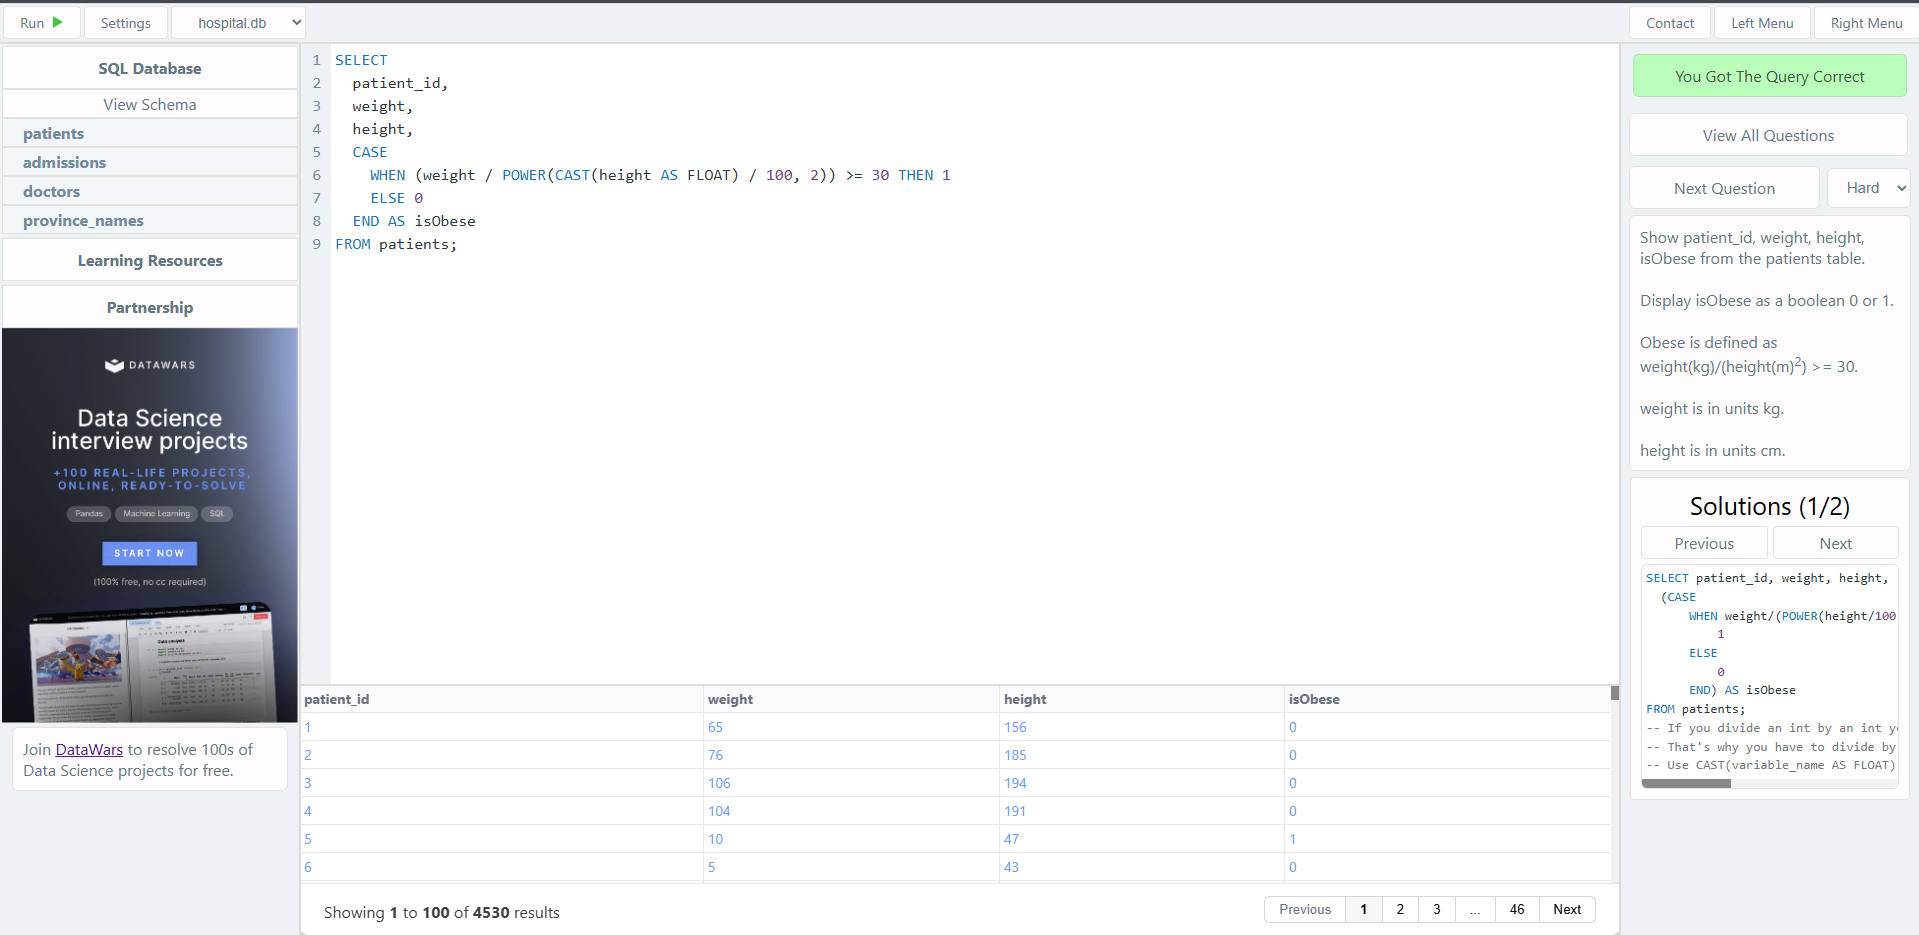 Run
Settings
hospital.db
Contact
Left Menu
Right Menu
SQL Database
View Schema
patients
admissions
doctors
province_names
Learning Resources
Partnership
DATAWARS
Data Science
interview projects
+100 REAL-LIFE PROJECTS,
ONLINE, READY-TO-SOLVE
Pandas
Machine Learning
SQL
START NOW
(100% free, no cc required)
Join DataWars to resolve 100s of
Data Science projects for free.
1 SELECT
2 patient_id,
3 weight,
4 height,
5 CASE
6 WHEN (weight / POWER(CAST(height AS FLOAT) / 100, 2)) >= 30 THEN 1
7 ELSE 0
8 END AS isObese
9 FROM patients;
patient_id weight height isObese
1 65 156 0
2 76 185 0
3 106 194 0
4 104 191 0
5 10 47 1
6 5 43 0
Showing 1 to 100 of 4530 results
Previous 1 2 3 ... 46 Next
You Got The Query Correct
View All Questions
Next Question
Hard
Show patient_id, weight, height,
isObese from the patients table.
Display isObese as a boolean 0 or 1.
Obese is defined as
weight(kg)/(height(m)²) >= 30.
weight is in units kg.
height is in units cm.
Solutions (1/2)
Previous
Next
SELECT patient_id, weight, height,
(CASE
WHEN weight/(POWER(height/100
1
ELSE
0
END) AS isObese
FROM patients;
-- If you divide an int by an int y
-- That's why you have to divide by
-- Use CAST(variable_name AS FLOAT)